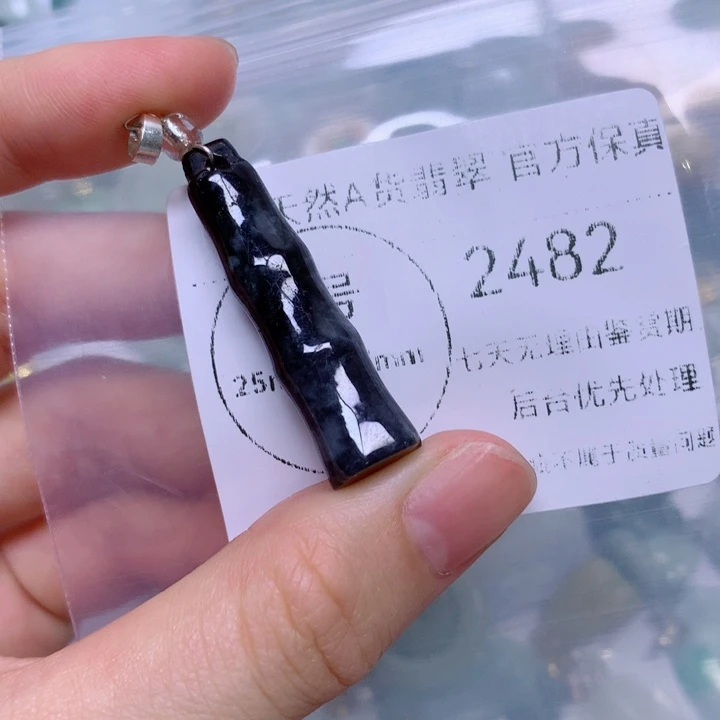 天然A货翡翠 官方保真
2482
号
25 mm
七天无理由鉴赏期
后台优先处理